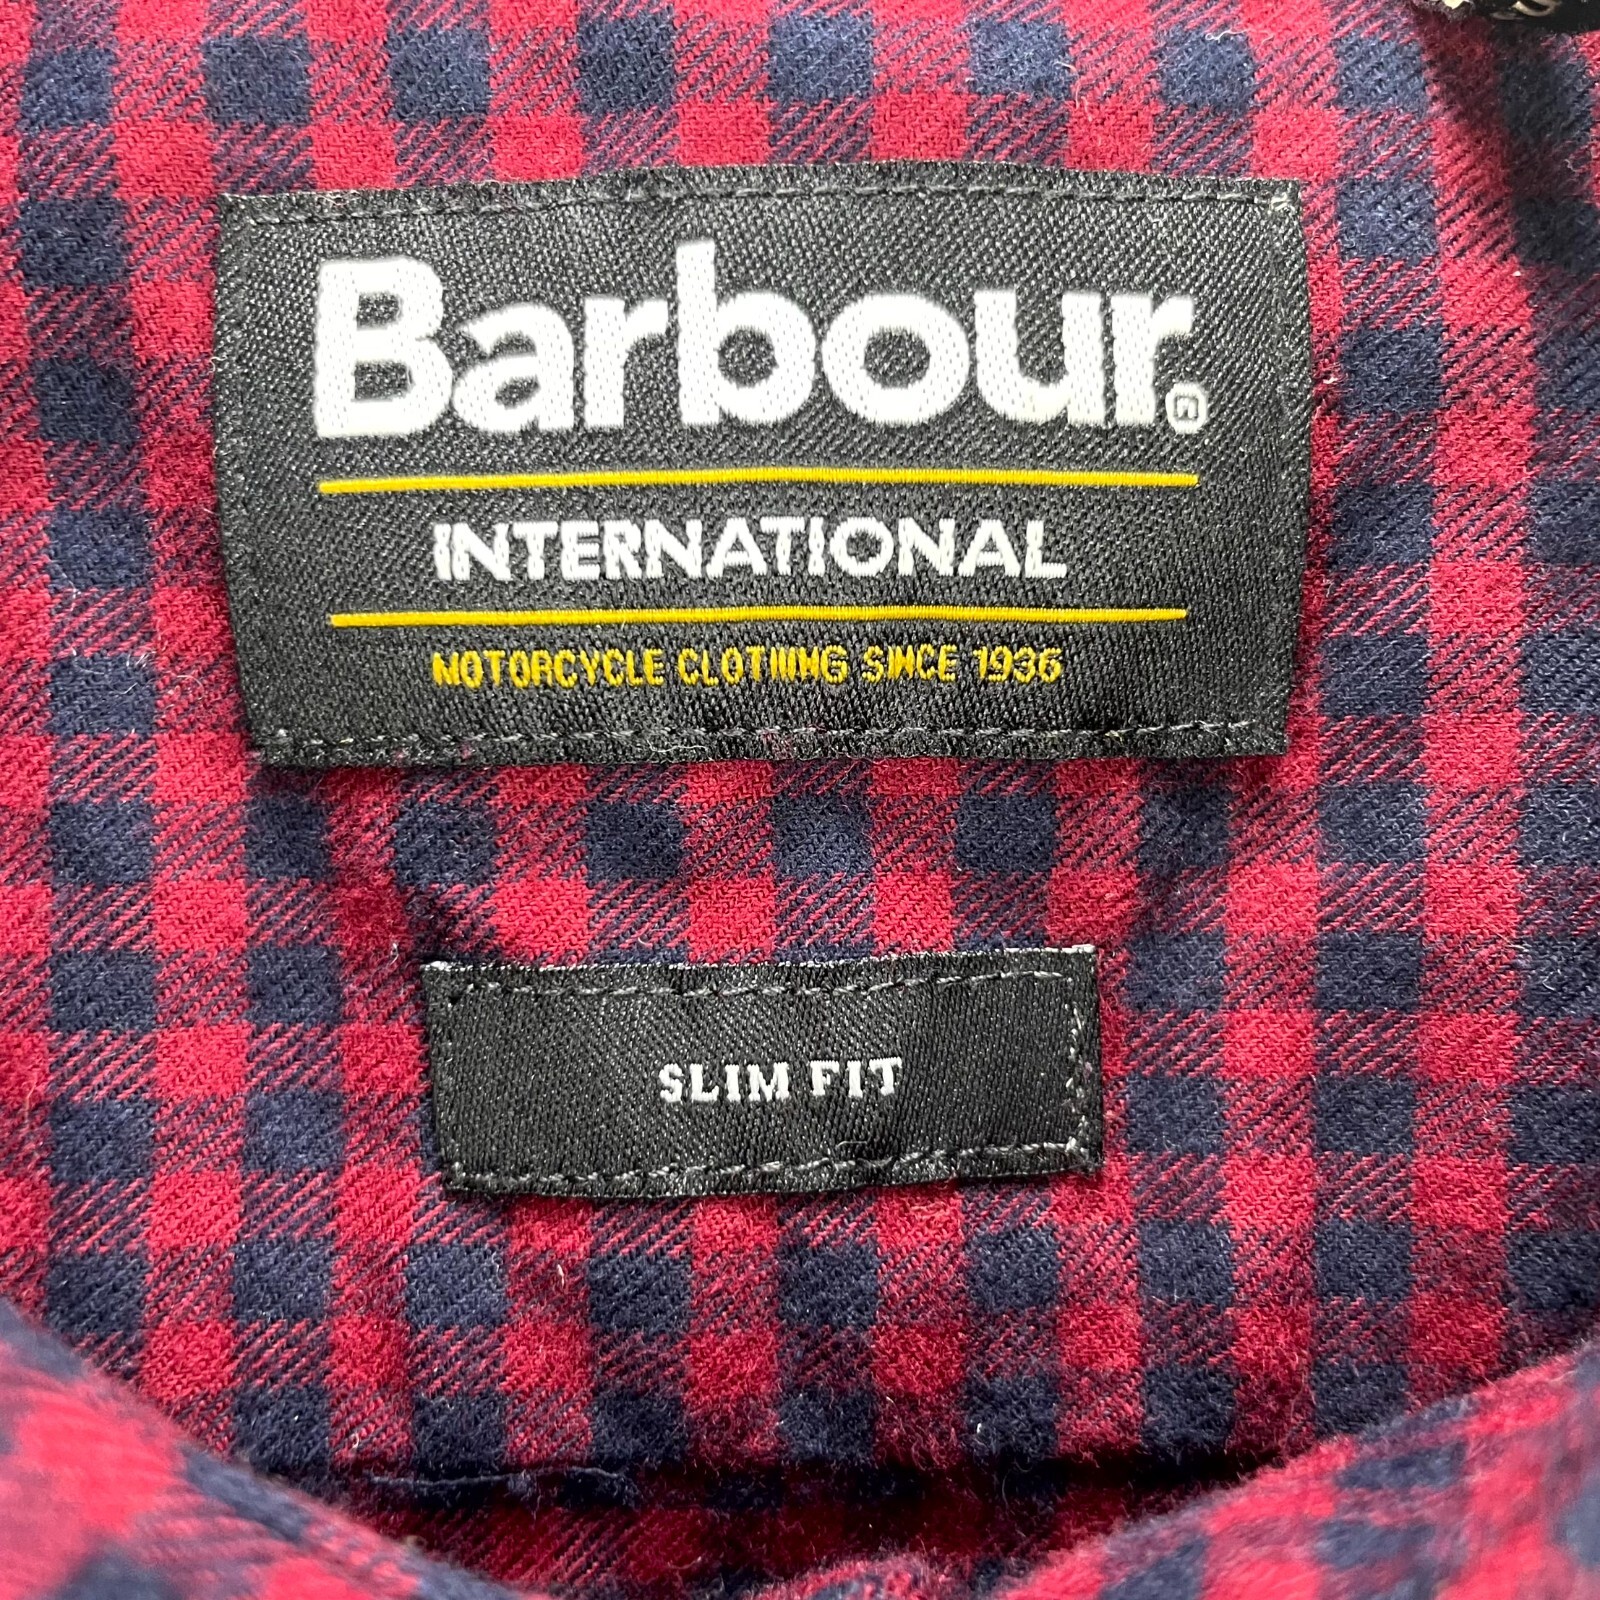 Barbour®
INTERNATIONAL
MOTORCYCLE CLOTHING SINCE 1936
SLIM FIT